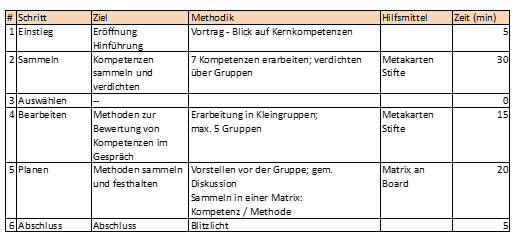 # Schritt Ziel Methodik Hilfsmittel Zeit (min)
1 Einstieg Eröffnung Vortrag - Blick auf Kernkompetenzen 5
Hinführung
2 Sammeln Kompetenzen 7 Kompetenzen erarbeiten; verdichten Metakarten 30
sammeln und über Gruppen Stifte
verdichten
3 Auswählen -- 0
4 Bearbeiten Methoden zur Erarbeitung in Kleingruppen; Metakarten 15
Bewertung von max. 5 Gruppen Stifte
Kompetenzen im
Gespräch
5 Planen Methoden sammeln Vorstellen vor der Gruppe; gem. Matrix an 20
und festhalten Diskussion Board
Sammeln in einer Matrix:
Kompetenz / Methode
6 Abschluss Abschluss Blitzlicht 5